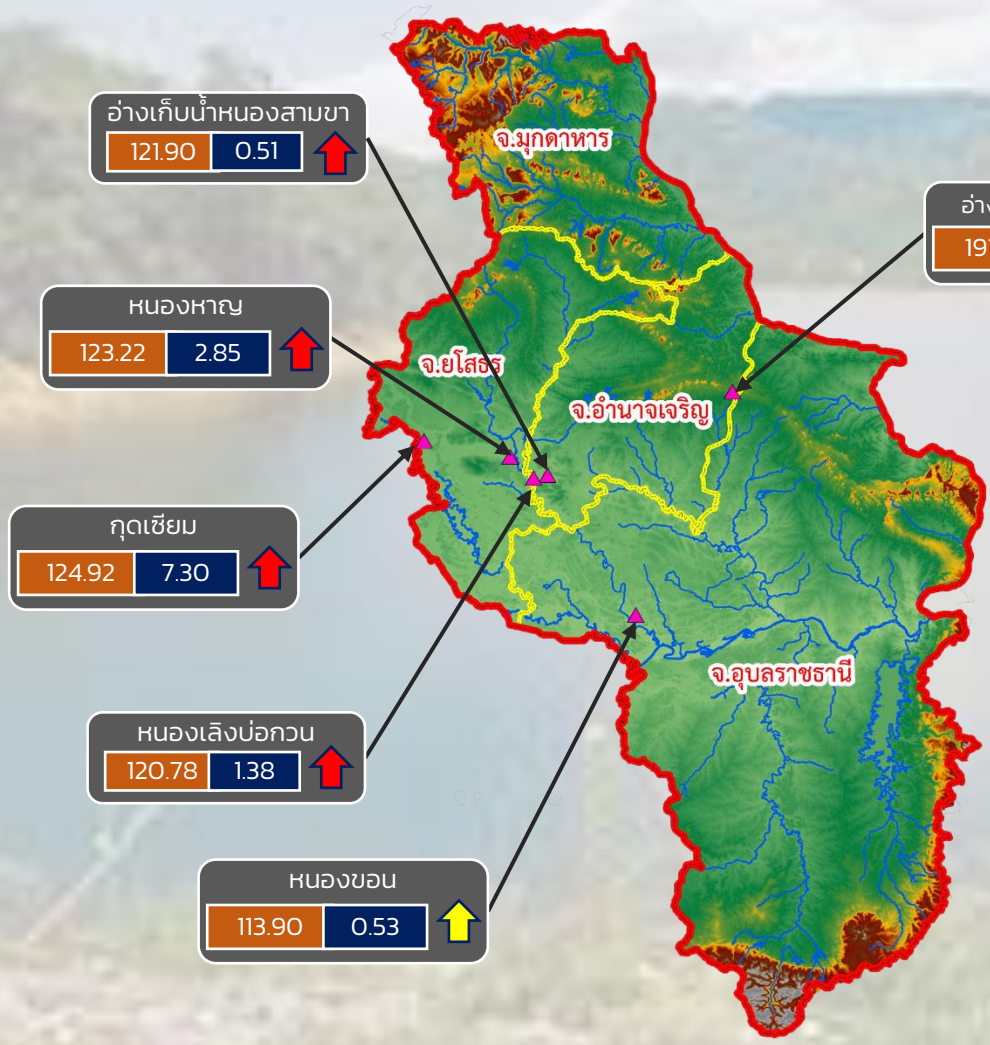 จ.มุกดาหาร
จ.ยโสธร
จ.อำนาจเจริญ
จ.อุบลราชธานี
อ่างเก็บน้ำหนองสามขา
121.90 0.51
หนองหาญ
123.22 2.85
กุดเซียม
124.92 7.30
หนองเลิงบ่อกวน
120.78 1.38
หนองขอน
113.90 0.53
อ่าง